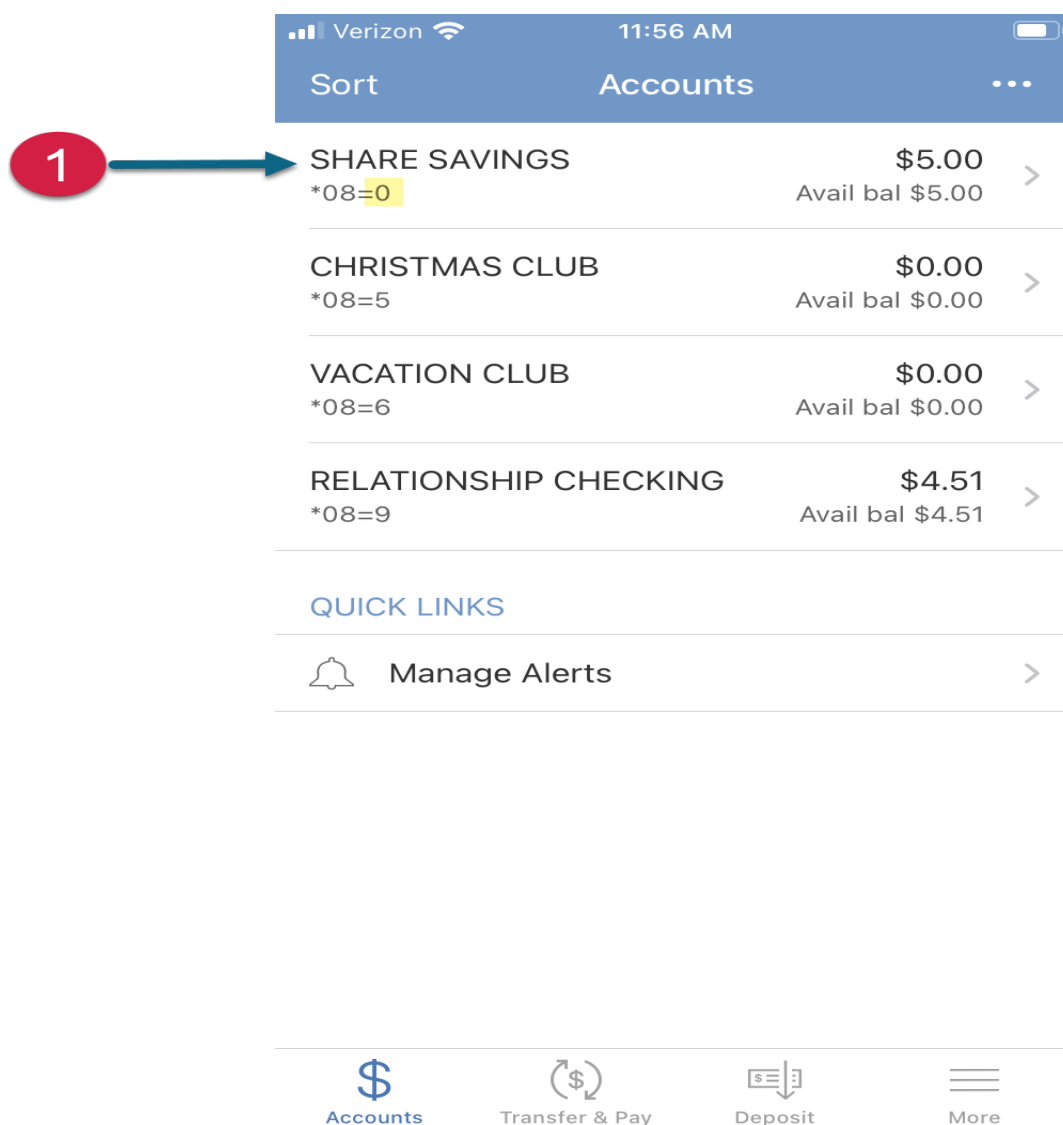 Verizon 11:56 AM
Sort Accounts ...
1
SHARE SAVINGS $5.00
*08=0 Avail bal $5.00
CHRISTMAS CLUB $0.00
*08=5 Avail bal $0.00
VACATION CLUB $0.00
*08=6 Avail bal $0.00
RELATIONSHIP CHECKING $4.51
*08=9 Avail bal $4.51
QUICK LINKS
Manage Alerts
$ $ $
Accounts Transfer & Pay Deposit More